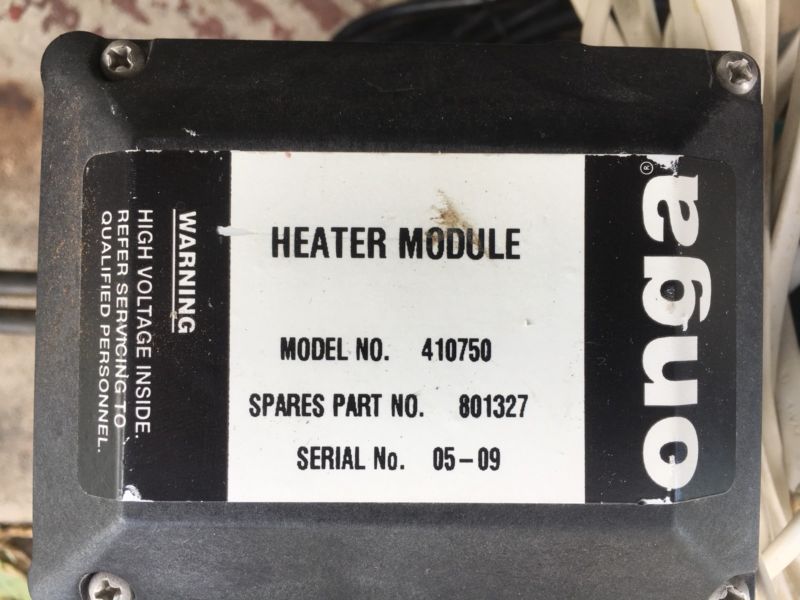 WARNING
HIGH VOLTAGE INSIDE.
REFER SERVICING TO
QUALIFIED PERSONNEL.
HEATER MODULE
MODEL NO. 410750
SPARES PART NO. 801327
SERIAL No. 05-09
onga®